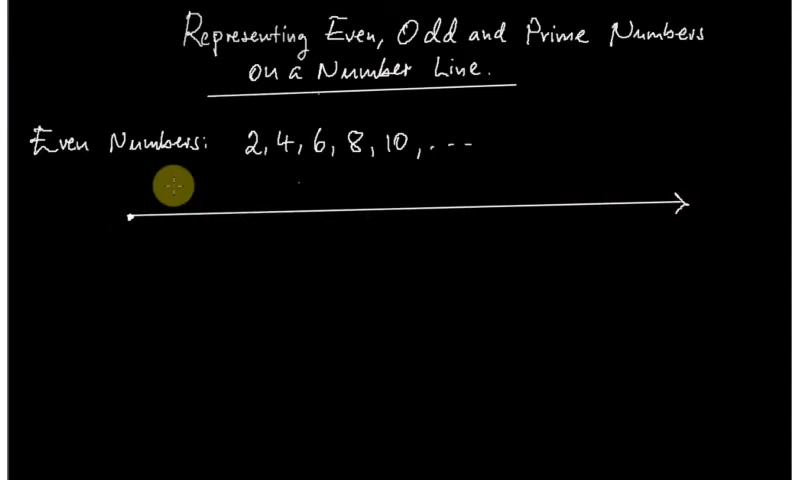 Representing Even, Odd and Prime Numbers
on a Number Line.
Even Numbers: 2, 4, 6, 8, 10, . - - -